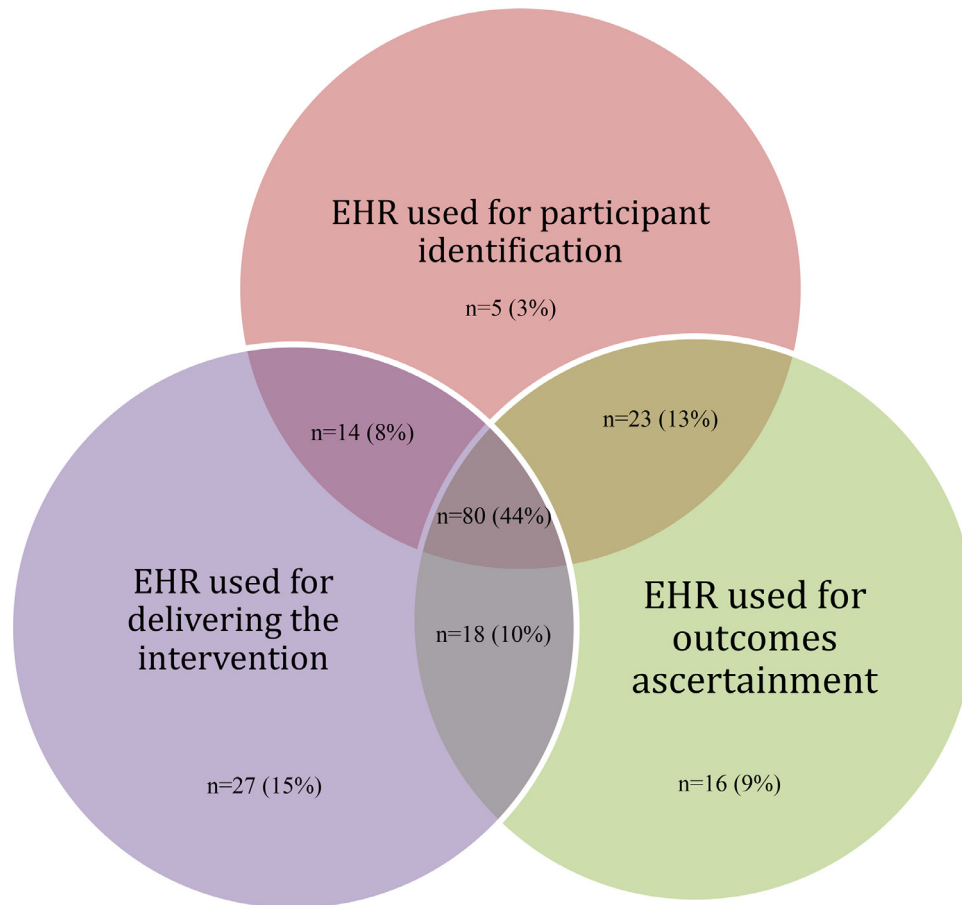 EHR used for participant
identification
n=5 (3%)
n=14 (8%)
n=23 (13%)
n=80 (44%)
EHR used for
delivering the
intervention
n=18 (10%)
EHR used for
outcomes
ascertainment
n=27 (15%)
n=16 (9%)